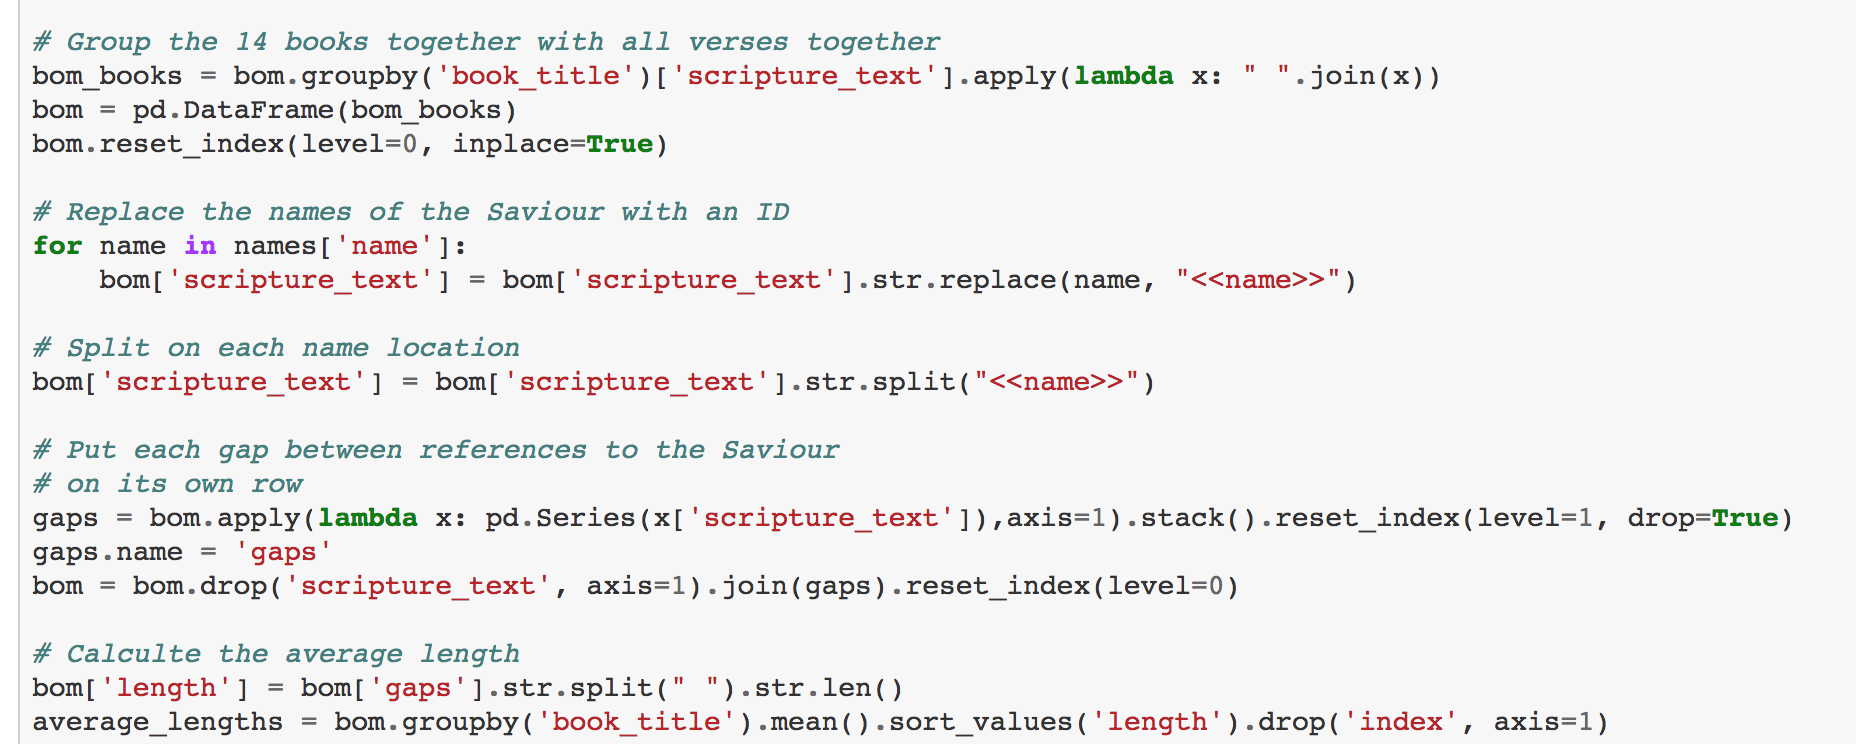 # Group the 14 books together with all verses together
bom_books = bom.groupby('book_title')['scripture_text'].apply(lambda x: " ".join(x))
bom = pd.DataFrame(bom_books)
bom.reset_index(level=0, inplace=True)

# Replace the names of the Saviour with an ID
for name in names['name']:
    bom['scripture_text'] = bom['scripture_text'].str.replace(name, "<<name>>")

# Split on each name location
bom['scripture_text'] = bom['scripture_text'].str.split("<<name>>")

# Put each gap between references to the Saviour
# on its own row
gaps = bom.apply(lambda x: pd.Series(x['scripture_text']),axis=1).stack().reset_index(level=1, drop=True)
gaps.name = 'gaps'
bom = bom.drop('scripture_text', axis=1).join(gaps).reset_index(level=0)

# Calculte the average length
bom['length'] = bom['gaps'].str.split(" ").str.len()
average_lengths = bom.groupby('book_title').mean().sort_values('length').drop('index', axis=1)